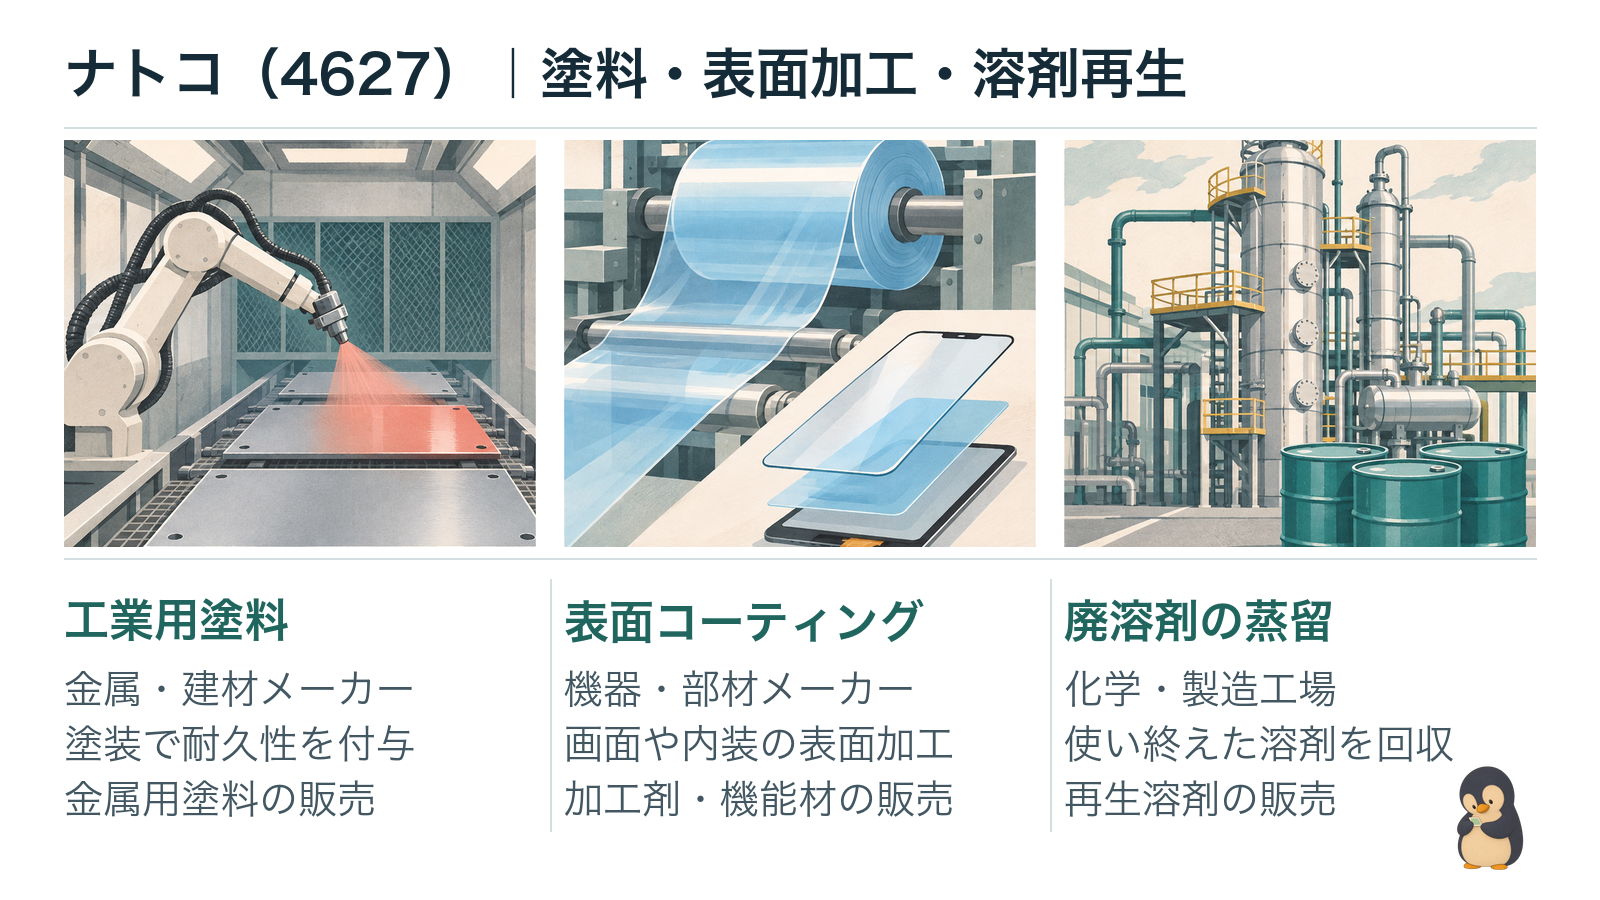 ナトコ（4627）｜塗料・表面加工・溶剤再生
工業用塗料
金属・建材メーカー
塗装で耐久性を付与
金属用塗料の販売
表面コーティング
機器・部材メーカー
画面や内装の表面加工
加工剤・機能材の販売
廃溶剤の蒸留
化学・製造工場
使い終えた溶剤を回収
再生溶剤の販売